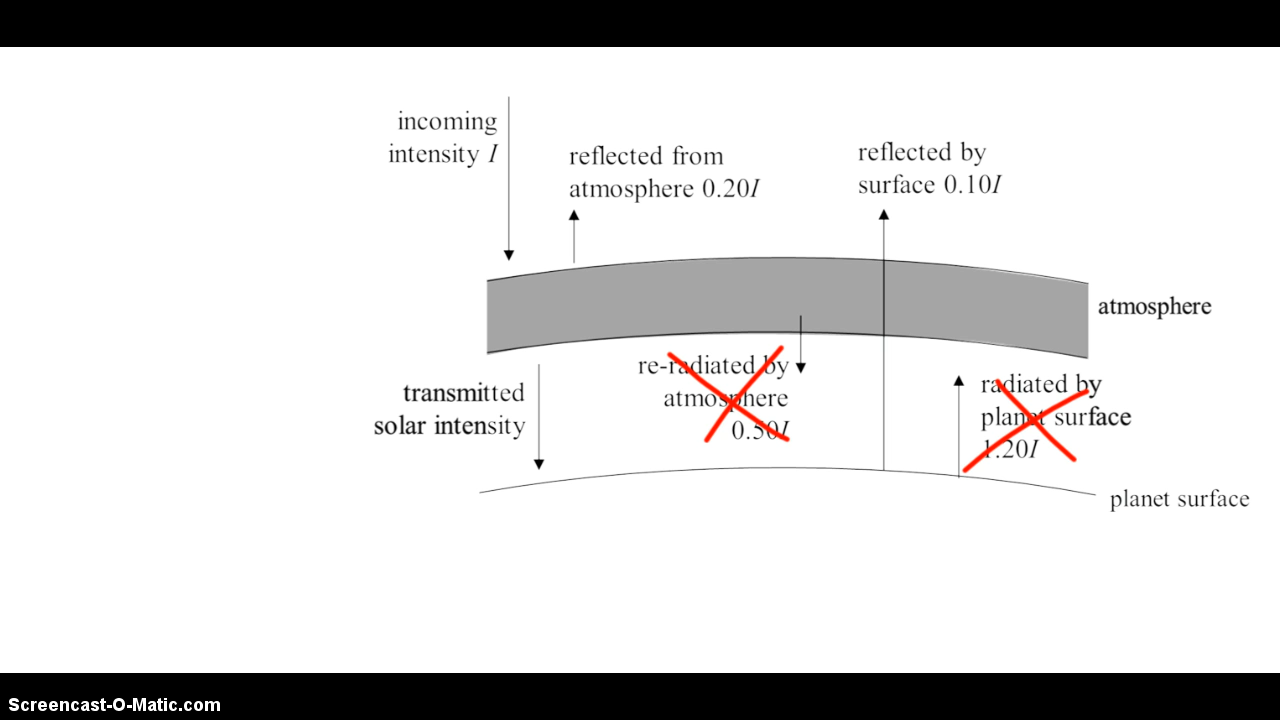 incoming
intensity I
reflected from
atmosphere 0.20I
reflected by
surface 0.10I
atmosphere
transmitted
solar intensity
re-radiated by
atmosphere
0.50I
radiated by
planet surface
1.20I
planet surface
Screencast-O-Matic.com